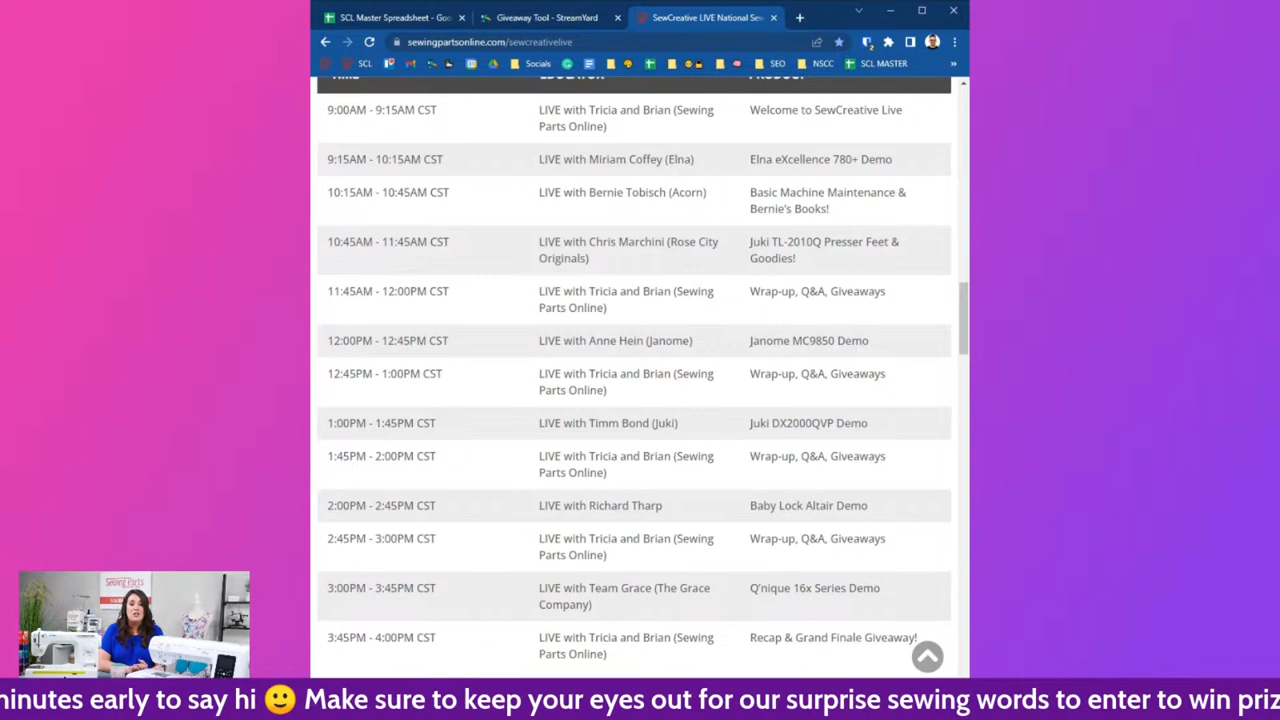 SCL Master Spreadsheet - Goo
Giveaway Tool - StreamYard
SewCreative LIVE National Sew
sewingpartsonline.com/sewcreativelive
SCL
Socials
SEO
NSCC
SCL MASTER
TIME EDUCATOR PRODUCT
9:00AM - 9:15AM CST LIVE with Tricia and Brian (Sewing Welcome to SewCreative Live
Parts Online)
9:15AM - 10:15AM CST LIVE with Miriam Coffey (Elna) Elna eXcellence 780+ Demo
10:15AM - 10:45AM CST LIVE with Bernie Tobisch (Acorn) Basic Machine Maintenance &
Bernie's Books!
10:45AM - 11:45AM CST LIVE with Chris Marchini (Rose City Juki TL-2010Q Presser Feet &
Originals) Goodies!
11:45AM - 12:00PM CST LIVE with Tricia and Brian (Sewing Wrap-up, Q&A, Giveaways
Parts Online)
12:00PM - 12:45PM CST LIVE with Anne Hein (Janome) Janome MC9850 Demo
12:45PM - 1:00PM CST LIVE with Tricia and Brian (Sewing Wrap-up, Q&A, Giveaways
Parts Online)
1:00PM - 1:45PM CST LIVE with Timm Bond (Juki) Juki DX2000QVP Demo
1:45PM - 2:00PM CST LIVE with Tricia and Brian (Sewing Wrap-up, Q&A, Giveaways
Parts Online)
2:00PM - 2:45PM CST LIVE with Richard Tharp Baby Lock Altair Demo
2:45PM - 3:00PM CST LIVE with Tricia and Brian (Sewing Wrap-up, Q&A, Giveaways
Parts Online)
3:00PM - 3:45PM CST LIVE with Team Grace (The Grace Q'nique 16x Series Demo
Company)
3:45PM - 4:00PM CST LIVE with Tricia and Brian (Sewing Recap & Grand Finale Giveaway!
Parts Online)
Sewing Parts
minutes early to say hi 🙂 Make sure to keep your eyes out for our surprise sewing words to enter to win priz